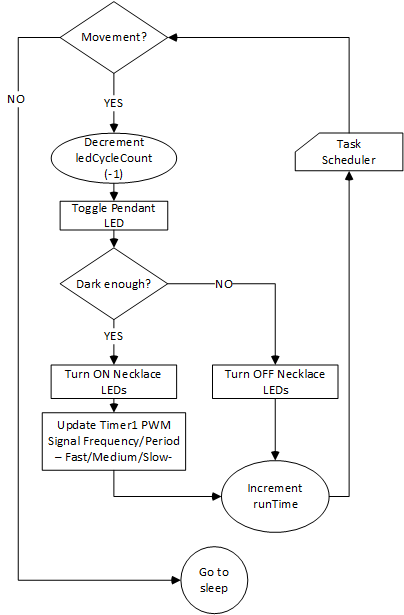 Movement?
NO
YES
Decrement
ledCycleCount
(-1)
Task
Scheduler
Toggle Pendant
LED
Dark enough?
NO
YES
Turn ON Necklace
LEDs
Turn OFF Necklace
LEDs
Update Timer1 PWM
Signal Frequency/Period
– Fast/Medium/Slow-
Increment
runTime
Go to
sleep